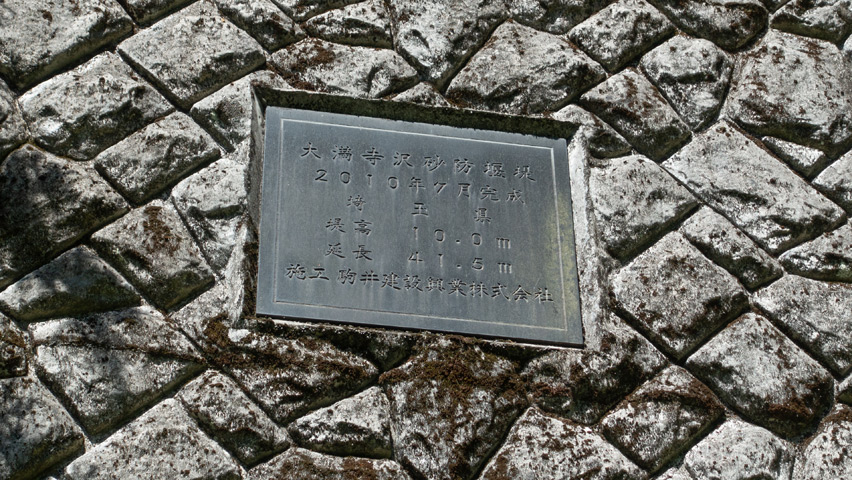 大満寺沢砂防堰堤
2010年7月完成
埼玉県
堤高 10.0m
延長 41.5m
施工 駒井建設興業株式会社